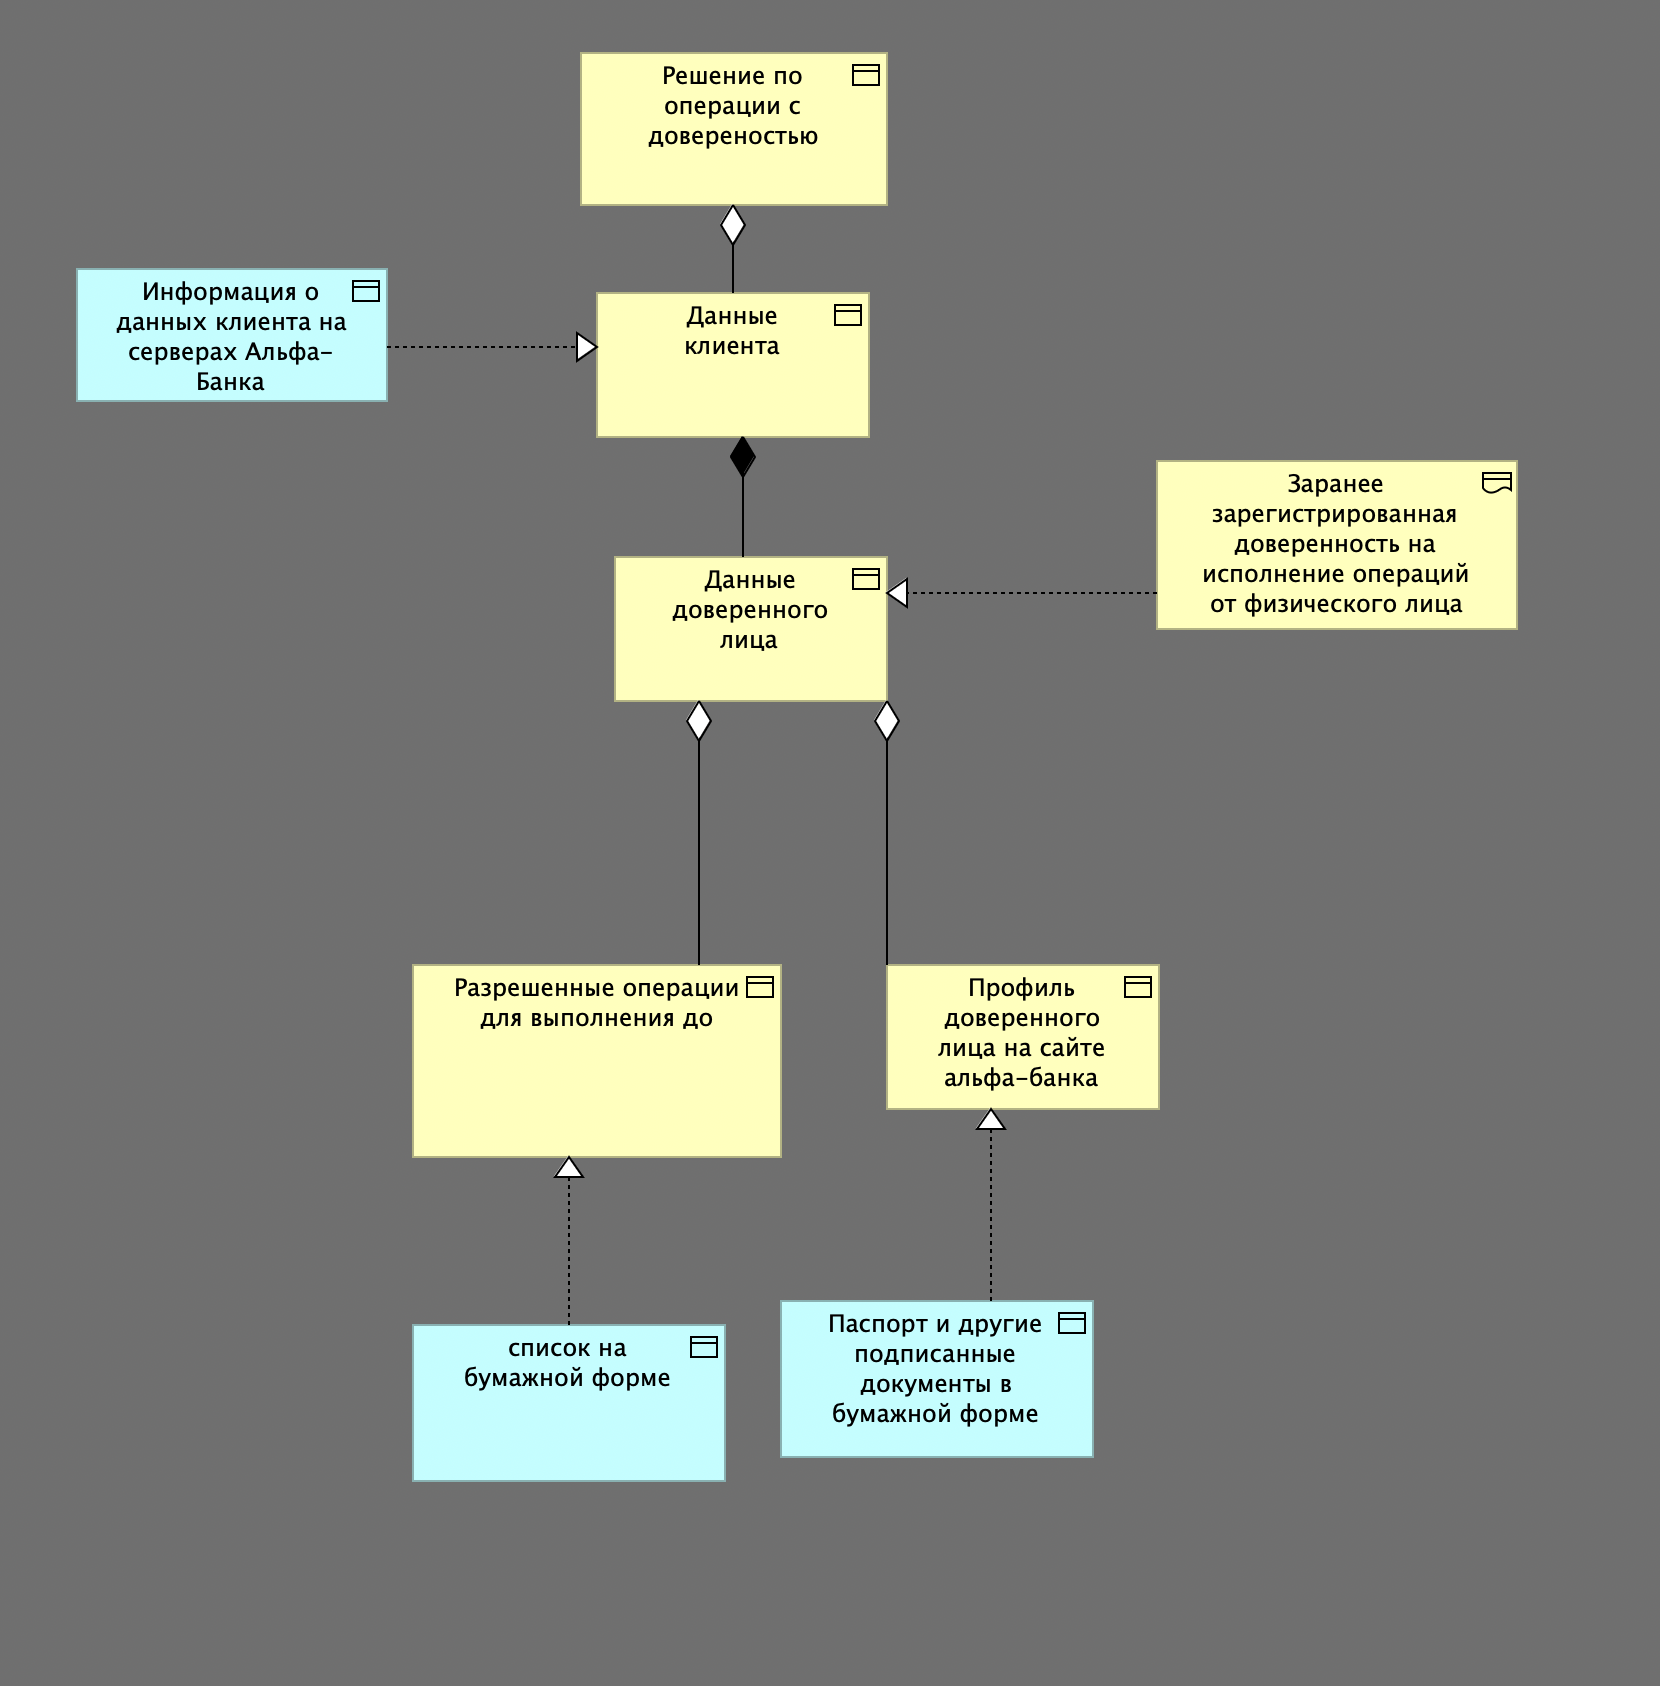 Решение по
операции с
довереностью
Информация о
данных клиента на
серверах Альфа-
Банка
Данные
клиента
Заранее
зарегистрированная
доверенность на
исполнение операций
от физического лица
Данные
доверенного
лица
Разрешенные операции
для выполнения до
Профиль
доверенного
лица на сайте
альфа-банка
список на
бумажной форме
Паспорт и другие
подписанные
документы в
бумажной форме